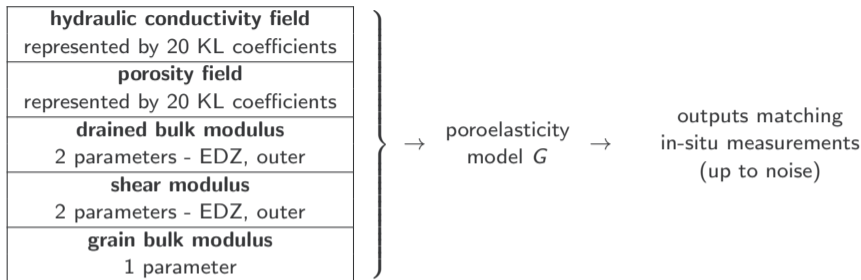 hydraulic conductivity field
represented by 20 KL coefficients
porosity field
represented by 20 KL coefficients
drained bulk modulus
2 parameters - EDZ, outer
shear modulus
2 parameters - EDZ, outer
grain bulk modulus
1 parameter
→ poroelasticity
model G →
outputs matching
in-situ measurements
(up to noise)